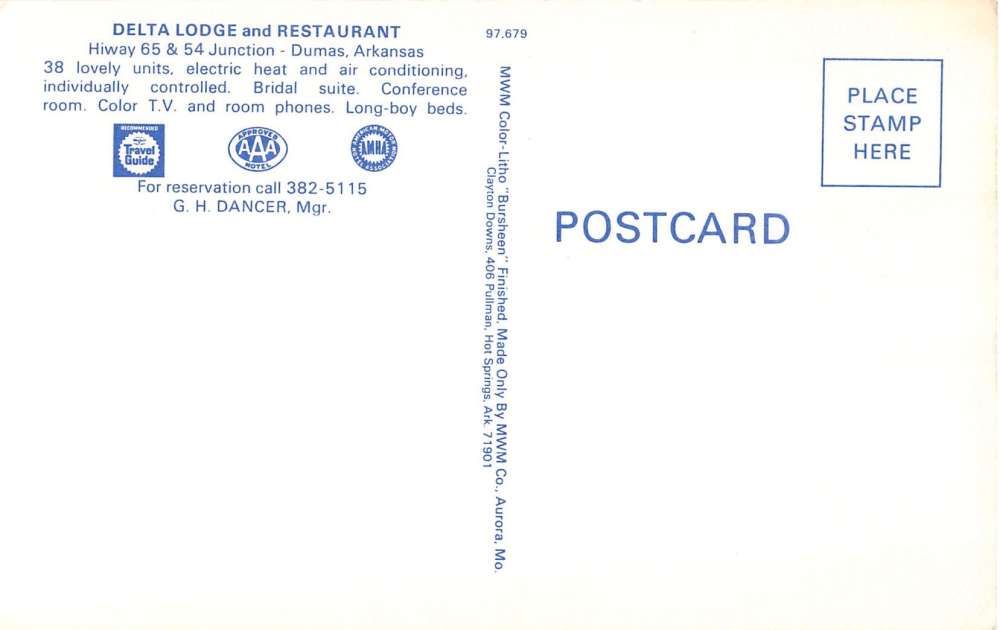 DELTA LODGE and RESTAURANT
Hiway 65 & 54 Junction - Dumas, Arkansas
38 lovely units, electric heat and air conditioning,
individually controlled. Bridal suite. Conference
room. Color T.V. and room phones. Long-boy beds.
RECOMMENDED
Travel
Guide
APPROVED
AAA
MOTEL
AMHA
For reservation call 382-5115
G. H. DANCER, Mgr.
97.679
MWM Color-Litho "Bursheen" Finished, Made Only By MWM Co., Aurora, Mo.
Clayton Downs, 406 Pullman, Hot Springs, Ark. 71901
PLACE
STAMP
HERE
POSTCARD